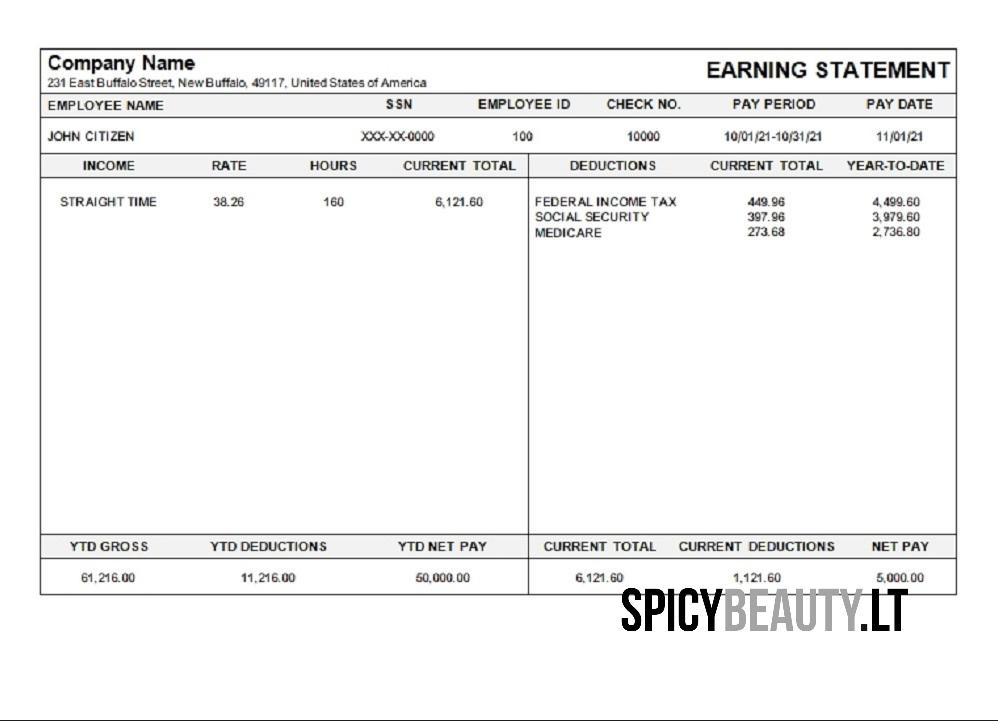 Company Name
EARNING STATEMENT
231 East Buffalo Street, New Buffalo, 49117, United States of America
EMPLOYEE NAME SSN EMPLOYEE ID CHECK NO. PAY PERIOD PAY DATE
JOHN CITIZEN XXX-XX-0000 100 10000 10/01/21-10/31/21 11/01/21
INCOME RATE HOURS CURRENT TOTAL DEDUCTIONS CURRENT TOTAL YEAR-TO-DATE
STRAIGHT TIME 38.26 160 6,121.60 FEDERAL INCOME TAX 449.96 4,499.60
SOCIAL SECURITY 397.96 3,979.60
MEDICARE 273.68 2,736.80
YTD GROSS YTD DEDUCTIONS YTD NET PAY CURRENT TOTAL CURRENT DEDUCTIONS NET PAY
61,216.00 11,216.00 50,000.00 6,121.60 1,121.60 5,000.00
SPICYBEAUTY.LT